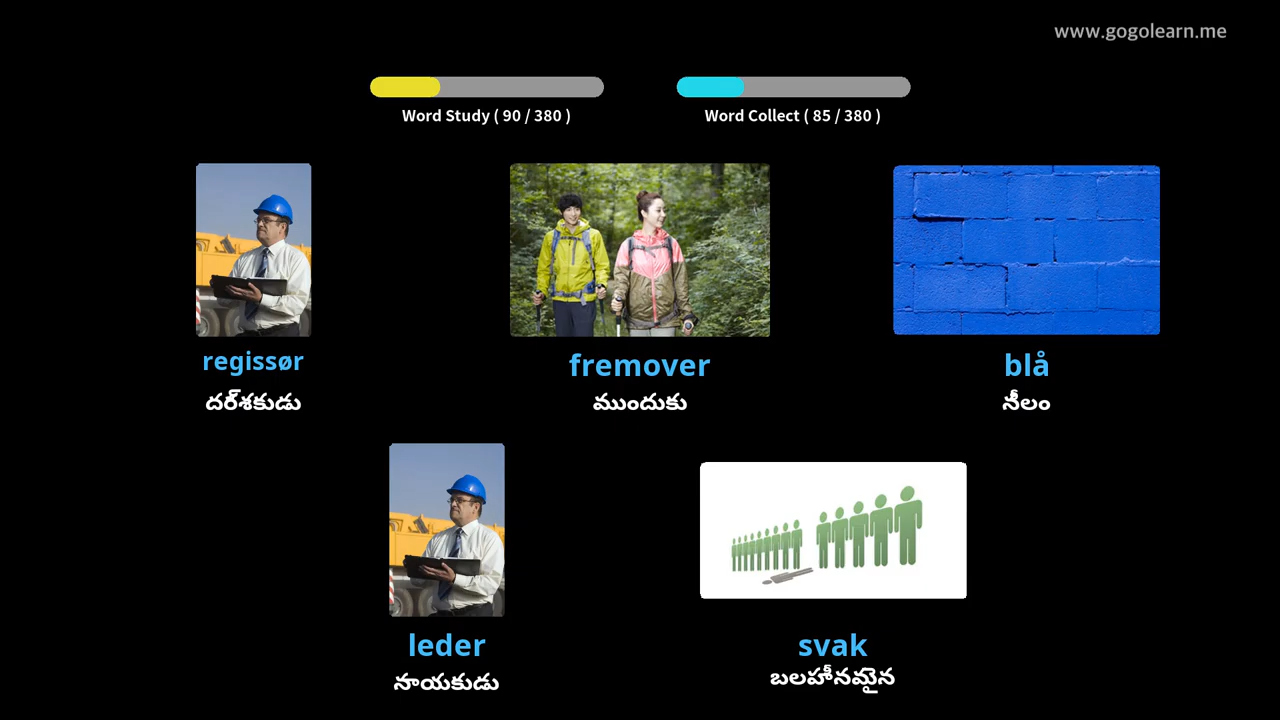 www.gogolearn.me
Word Study ( 90 / 380 )
Word Collect ( 85 / 380 )
regissør
దర్శకుడు
fremover
ముందుకు
blå
నీలం
leder
నాయకుడు
svak
బలహీనమైన